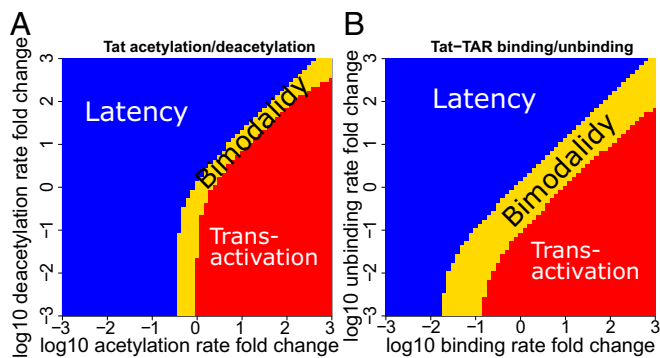 A
Tat acetylation/deacetylation
log10 deacetylation rate fold change
3
2
1
0
−1
−2
−3
Latency
Bimodalidy
Trans-
activation
−3 −2 −1 0 1 2 3
log10 acetylation rate fold change
B
Tat−TAR binding/unbinding
log10 unbinding rate fold change
3
2
1
0
−1
−2
−3
Latency
Bimodalidy
Trans-
activation
−3 −2 −1 0 1 2 3
log10 binding rate fold change